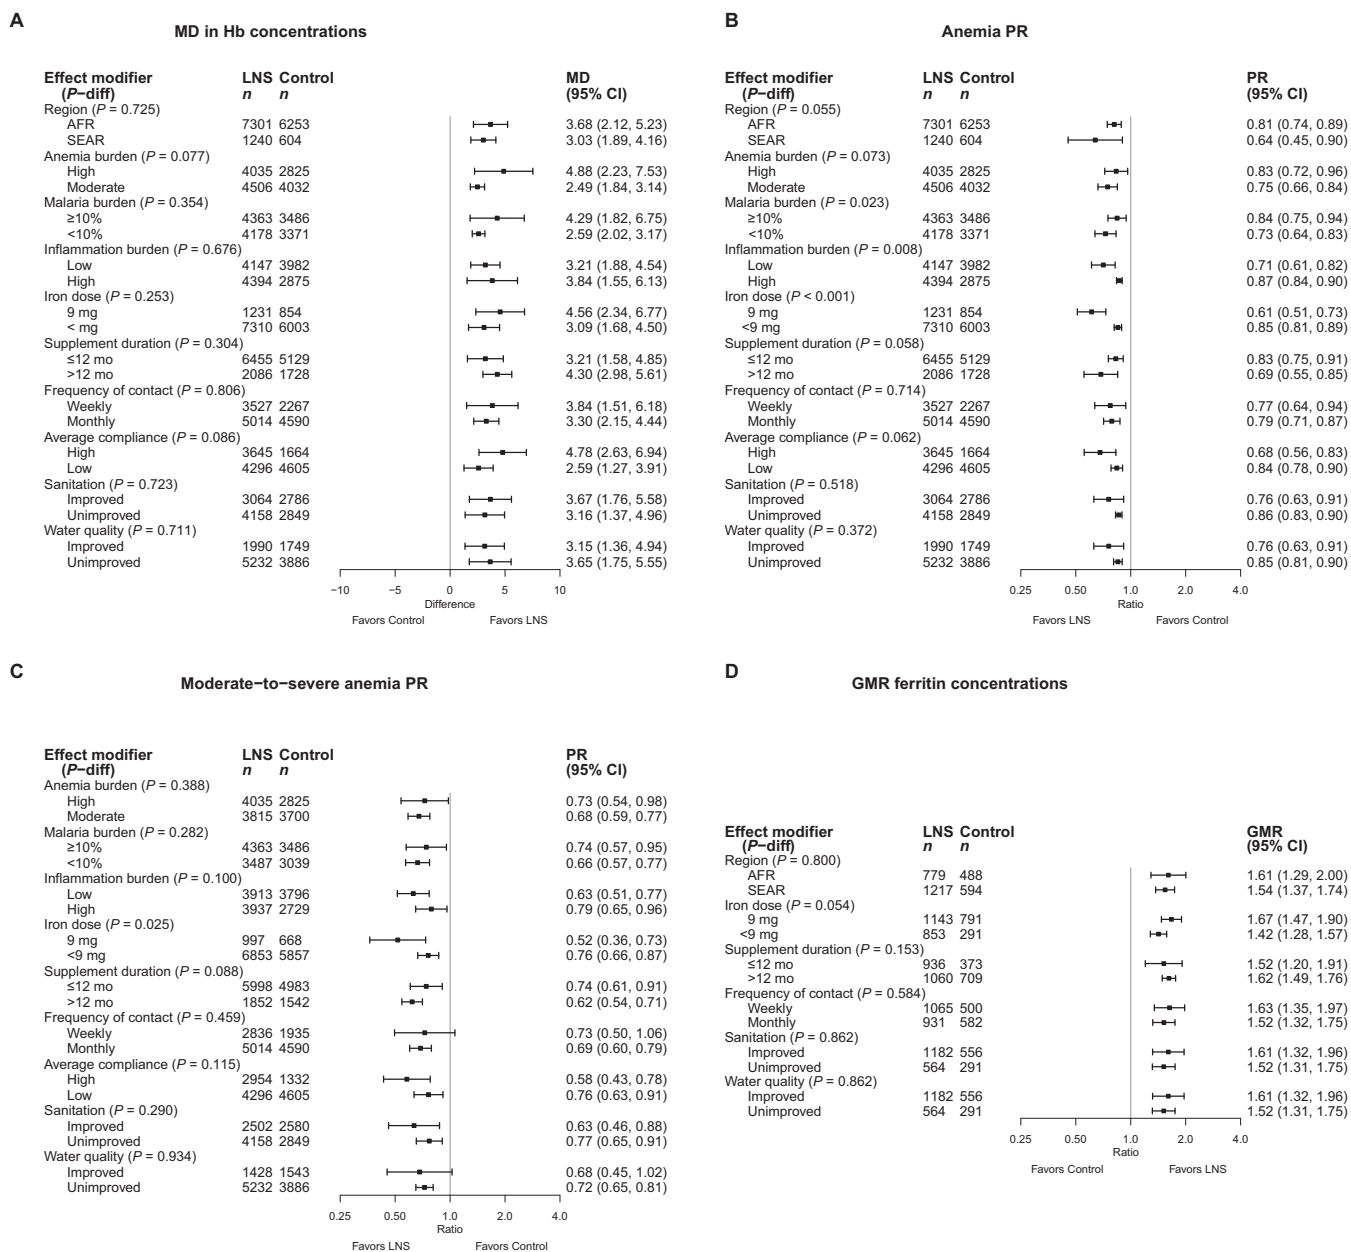 A
MD in Hb concentrations
Effect modifier LNS Control MD
(P−diff) n n (95% CI)
Region (P = 0.725)
AFR 7301 6253 3.68 (2.12, 5.23)
SEAR 1240 604 3.03 (1.89, 4.16)
Anemia burden (P = 0.077)
High 4035 2825 4.88 (2.23, 7.53)
Moderate 4506 4032 2.49 (1.84, 3.14)
Malaria burden (P = 0.354)
≥10% 4363 3486 4.29 (1.82, 6.75)
<10% 4178 3371 2.59 (2.02, 3.17)
Inflammation burden (P = 0.676)
Low 4147 3982 3.21 (1.88, 4.54)
High 4394 2875 3.84 (1.55, 6.13)
Iron dose (P = 0.253)
9 mg 1231 854 4.56 (2.34, 6.77)
< mg 7310 6003 3.09 (1.68, 4.50)
Supplement duration (P = 0.304)
≤12 mo 6455 5129 3.21 (1.58, 4.85)
>12 mo 2086 1728 4.30 (2.98, 5.61)
Frequency of contact (P = 0.806)
Weekly 3527 2267 3.84 (1.51, 6.18)
Monthly 5014 4590 3.30 (2.15, 4.44)
Average compliance (P = 0.086)
High 3645 1664 4.78 (2.63, 6.94)
Low 4296 4605 2.59 (1.27, 3.91)
Sanitation (P = 0.723)
Improved 3064 2786 3.67 (1.76, 5.58)
Unimproved 4158 2849 3.16 (1.37, 4.96)
Water quality (P = 0.711)
Improved 1990 1749 3.15 (1.36, 4.94)
Unimproved 5232 3886 3.65 (1.75, 5.55)
−10 −5 0 5 10
Difference
Favors Control Favors LNS
B
Anemia PR
Effect modifier LNS Control PR
(P−diff) n n (95% CI)
Region (P = 0.055)
AFR 7301 6253 0.81 (0.74, 0.89)
SEAR 1240 604 0.64 (0.45, 0.90)
Anemia burden (P = 0.073)
High 4035 2825 0.83 (0.72, 0.96)
Moderate 4506 4032 0.75 (0.66, 0.84)
Malaria burden (P = 0.023)
≥10% 4363 3486 0.84 (0.75, 0.94)
<10% 4178 3371 0.73 (0.64, 0.83)
Inflammation burden (P = 0.008)
Low 4147 3982 0.71 (0.61, 0.82)
High 4394 2875 0.87 (0.84, 0.90)
Iron dose (P < 0.001)
9 mg 1231 854 0.61 (0.51, 0.73)
<9 mg 7310 6003 0.85 (0.81, 0.89)
Supplement duration (P = 0.058)
≤12 mo 6455 5129 0.83 (0.75, 0.91)
>12 mo 2086 1728 0.69 (0.55, 0.85)
Frequency of contact (P = 0.714)
Weekly 3527 2267 0.77 (0.64, 0.94)
Monthly 5014 4590 0.79 (0.71, 0.87)
Average compliance (P = 0.062)
High 3645 1664 0.68 (0.56, 0.83)
Low 4296 4605 0.84 (0.78, 0.90)
Sanitation (P = 0.518)
Improved 3064 2786 0.76 (0.63, 0.91)
Unimproved 4158 2849 0.86 (0.83, 0.90)
Water quality (P = 0.372)
Improved 1990 1749 0.76 (0.63, 0.91)
Unimproved 5232 3886 0.85 (0.81, 0.90)
0.25 0.50 1.0 2.0 4.0
Ratio
Favors LNS Favors Control
C
Moderate−to−severe anemia PR
Effect modifier LNS Control PR
(P−diff) n n (95% CI)
Anemia burden (P = 0.388)
High 4035 2825 0.73 (0.54, 0.98)
Moderate 3815 3700 0.68 (0.59, 0.77)
Malaria burden (P = 0.282)
≥10% 4363 3486 0.74 (0.57, 0.95)
<10% 3487 3039 0.66 (0.57, 0.77)
Inflammation burden (P = 0.100)
Low 3913 3796 0.63 (0.51, 0.77)
High 3937 2729 0.79 (0.65, 0.96)
Iron dose (P = 0.025)
9 mg 997 668 0.52 (0.36, 0.73)
<9 mg 6853 5857 0.76 (0.66, 0.87)
Supplement duration (P = 0.088)
≤12 mo 5998 4983 0.74 (0.61, 0.91)
>12 mo 1852 1542 0.62 (0.54, 0.71)
Frequency of contact (P = 0.459)
Weekly 2836 1935 0.73 (0.50, 1.06)
Monthly 5014 4590 0.69 (0.60, 0.79)
Average compliance (P = 0.115)
High 2954 1332 0.58 (0.43, 0.78)
Low 4296 4605 0.76 (0.63, 0.91)
Sanitation (P = 0.290)
Improved 2502 2580 0.63 (0.46, 0.88)
Unimproved 4158 2849 0.77 (0.65, 0.91)
Water quality (P = 0.934)
Improved 1428 1543 0.68 (0.45, 1.02)
Unimproved 5232 3886 0.72 (0.65, 0.81)
0.25 0.50 1.0 2.0 4.0
Ratio
Favors LNS Favors Control
D
GMR ferritin concentrations
Effect modifier LNS Control GMR
(P−diff) n n (95% CI)
Region (P = 0.800)
AFR 779 488 1.61 (1.29, 2.00)
SEAR 1217 594 1.54 (1.37, 1.74)
Iron dose (P = 0.054)
9 mg 1143 791 1.67 (1.47, 1.90)
<9 mg 853 291 1.42 (1.28, 1.57)
Supplement duration (P = 0.153)
≤12 mo 936 373 1.52 (1.20, 1.91)
>12 mo 1060 709 1.62 (1.49, 1.76)
Frequency of contact (P = 0.584)
Weekly 1065 500 1.63 (1.35, 1.97)
Monthly 931 582 1.52 (1.32, 1.75)
Sanitation (P = 0.862)
Improved 1182 556 1.61 (1.32, 1.96)
Unimproved 564 291 1.52 (1.31, 1.75)
Water quality (P = 0.862)
Improved 1182 556 1.61 (1.32, 1.96)
Unimproved 564 291 1.52 (1.31, 1.75)
0.25 0.50 1.0 2.0 4.0
Ratio
Favors Control Favors LNS